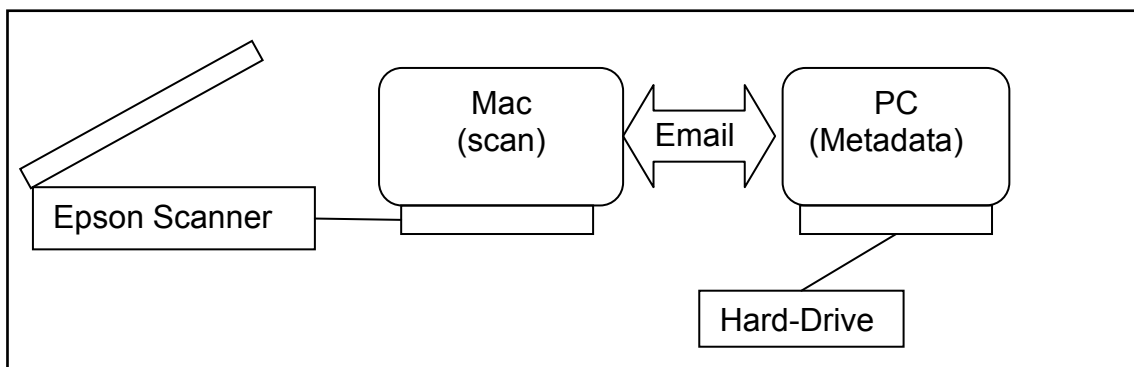 Epson Scanner
Mac
(scan)
Email
PC
(Metadata)
Hard-Drive